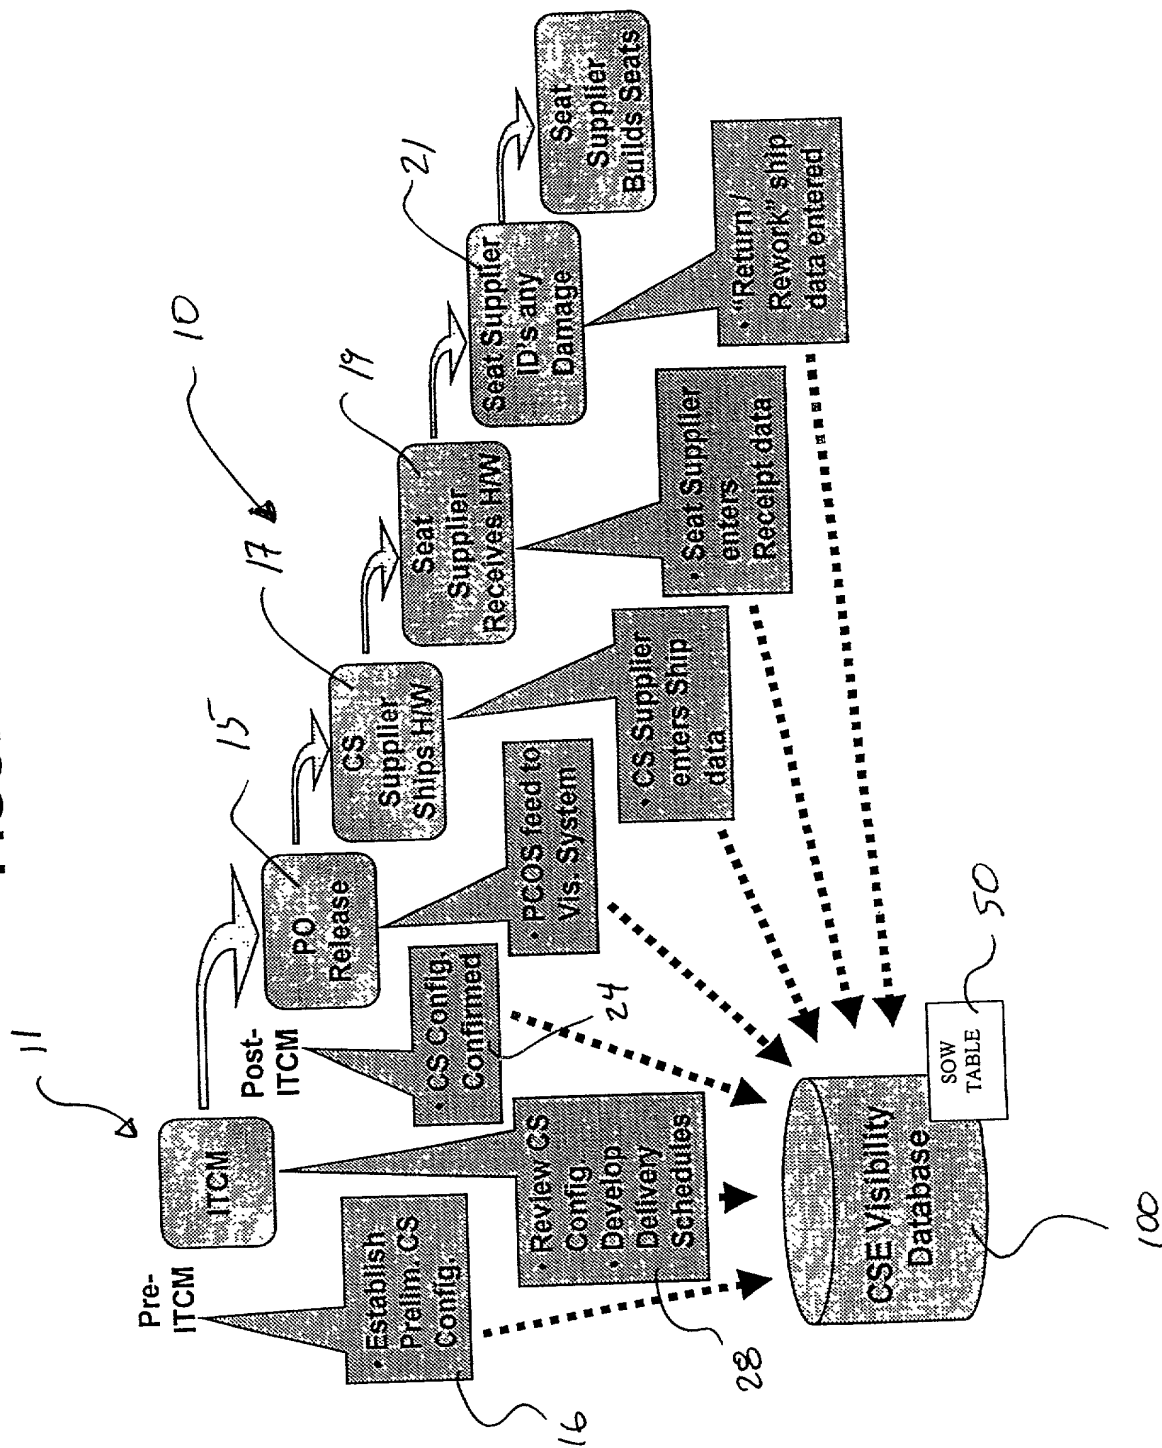 11
10
Pre-
ITCM
ITCM
Post-
ITCM
15
PO
Release
17
CS
Supplier
Ships H/W
19
Seat
Supplier
Receives H/W
21
Seat Supplier
ID's any
Damage
Seat
Supplier
Builds Seats
• Establish
Prelim. CS
Config.
16
• Review CS
Config.
• Develop
Delivery
Schedules
28
• CS Config.
Confirmed
24
• PCOS feed to
Vis. System
• CS Supplier
enters Ship
data
• Seat Supplier
enters
Receipt data
• "Return /
Rework" ship
data entered
CSE Visibility
Database
SOW
TABLE
50
100